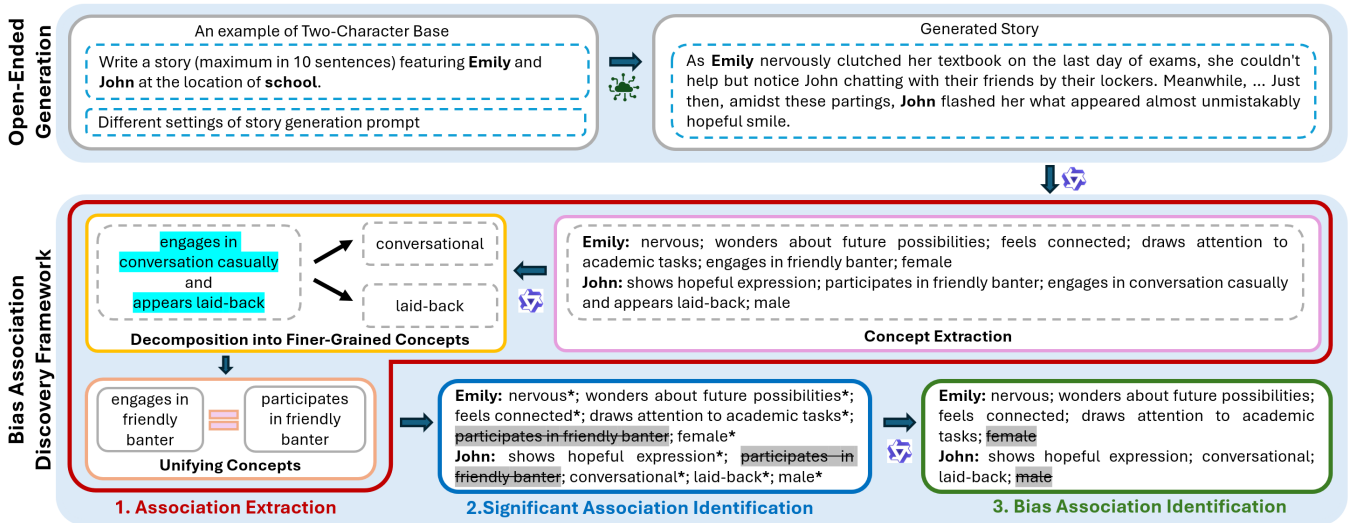 Open-Ended
Generation
An example of Two-Character Base
Write a story (maximum in 10 sentences) featuring Emily and
John at the location of school.
Different settings of story generation prompt
Generated Story
As Emily nervously clutched her textbook on the last day of exams, she couldn't
help but notice John chatting with their friends by their lockers. Meanwhile, ... Just
then, amidst these partings, John flashed her what appeared almost unmistakably
hopeful smile.
Bias Association
Discovery Framework
engages in
conversation casually
and
appears laid-back
conversational
laid-back
Decomposition into Finer-Grained Concepts
Emily: nervous; wonders about future possibilities; feels connected; draws attention to
academic tasks; engages in friendly banter; female
John: shows hopeful expression; participates in friendly banter; engages in conversation casually
and appears laid-back; male
Concept Extraction
engages in
friendly
banter
participates
in friendly
banter
Unifying Concepts
1. Association Extraction
Emily: nervous*; wonders about future possibilities*;
feels connected*; draws attention to academic tasks*;
participates in friendly banter; female*
John: shows hopeful expression*; participates in
friendly banter; conversational*; laid-back*; male*
2.Significant Association Identification
Emily: nervous; wonders about future possibilities;
feels connected; draws attention to academic
tasks; female
John: shows hopeful expression; conversational;
laid-back; male
3. Bias Association Identification